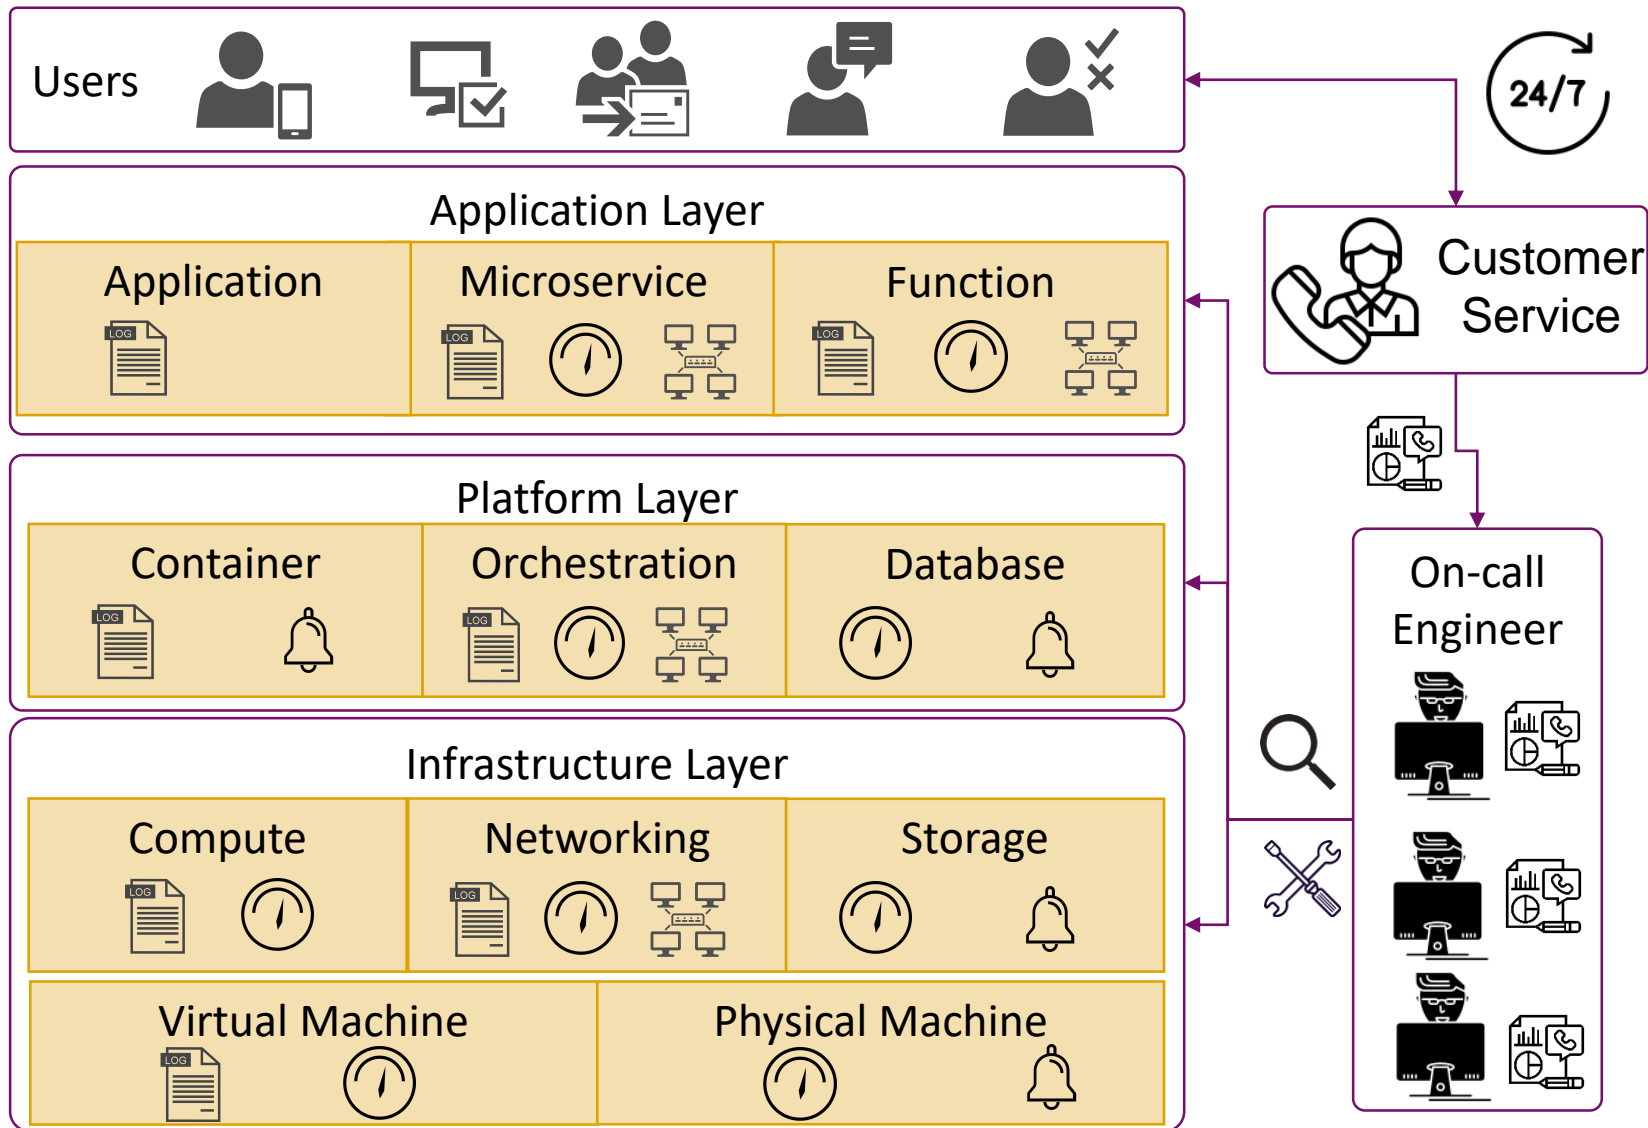 Users
24/7
Application Layer
Application
Microservice
Function
LOG
LOG
LOG
Customer
Service
Platform Layer
Container
Orchestration
Database
LOG
LOG
On-call
Engineer
Infrastructure Layer
Compute
Networking
Storage
LOG
LOG
Virtual Machine
Physical Machine
LOG